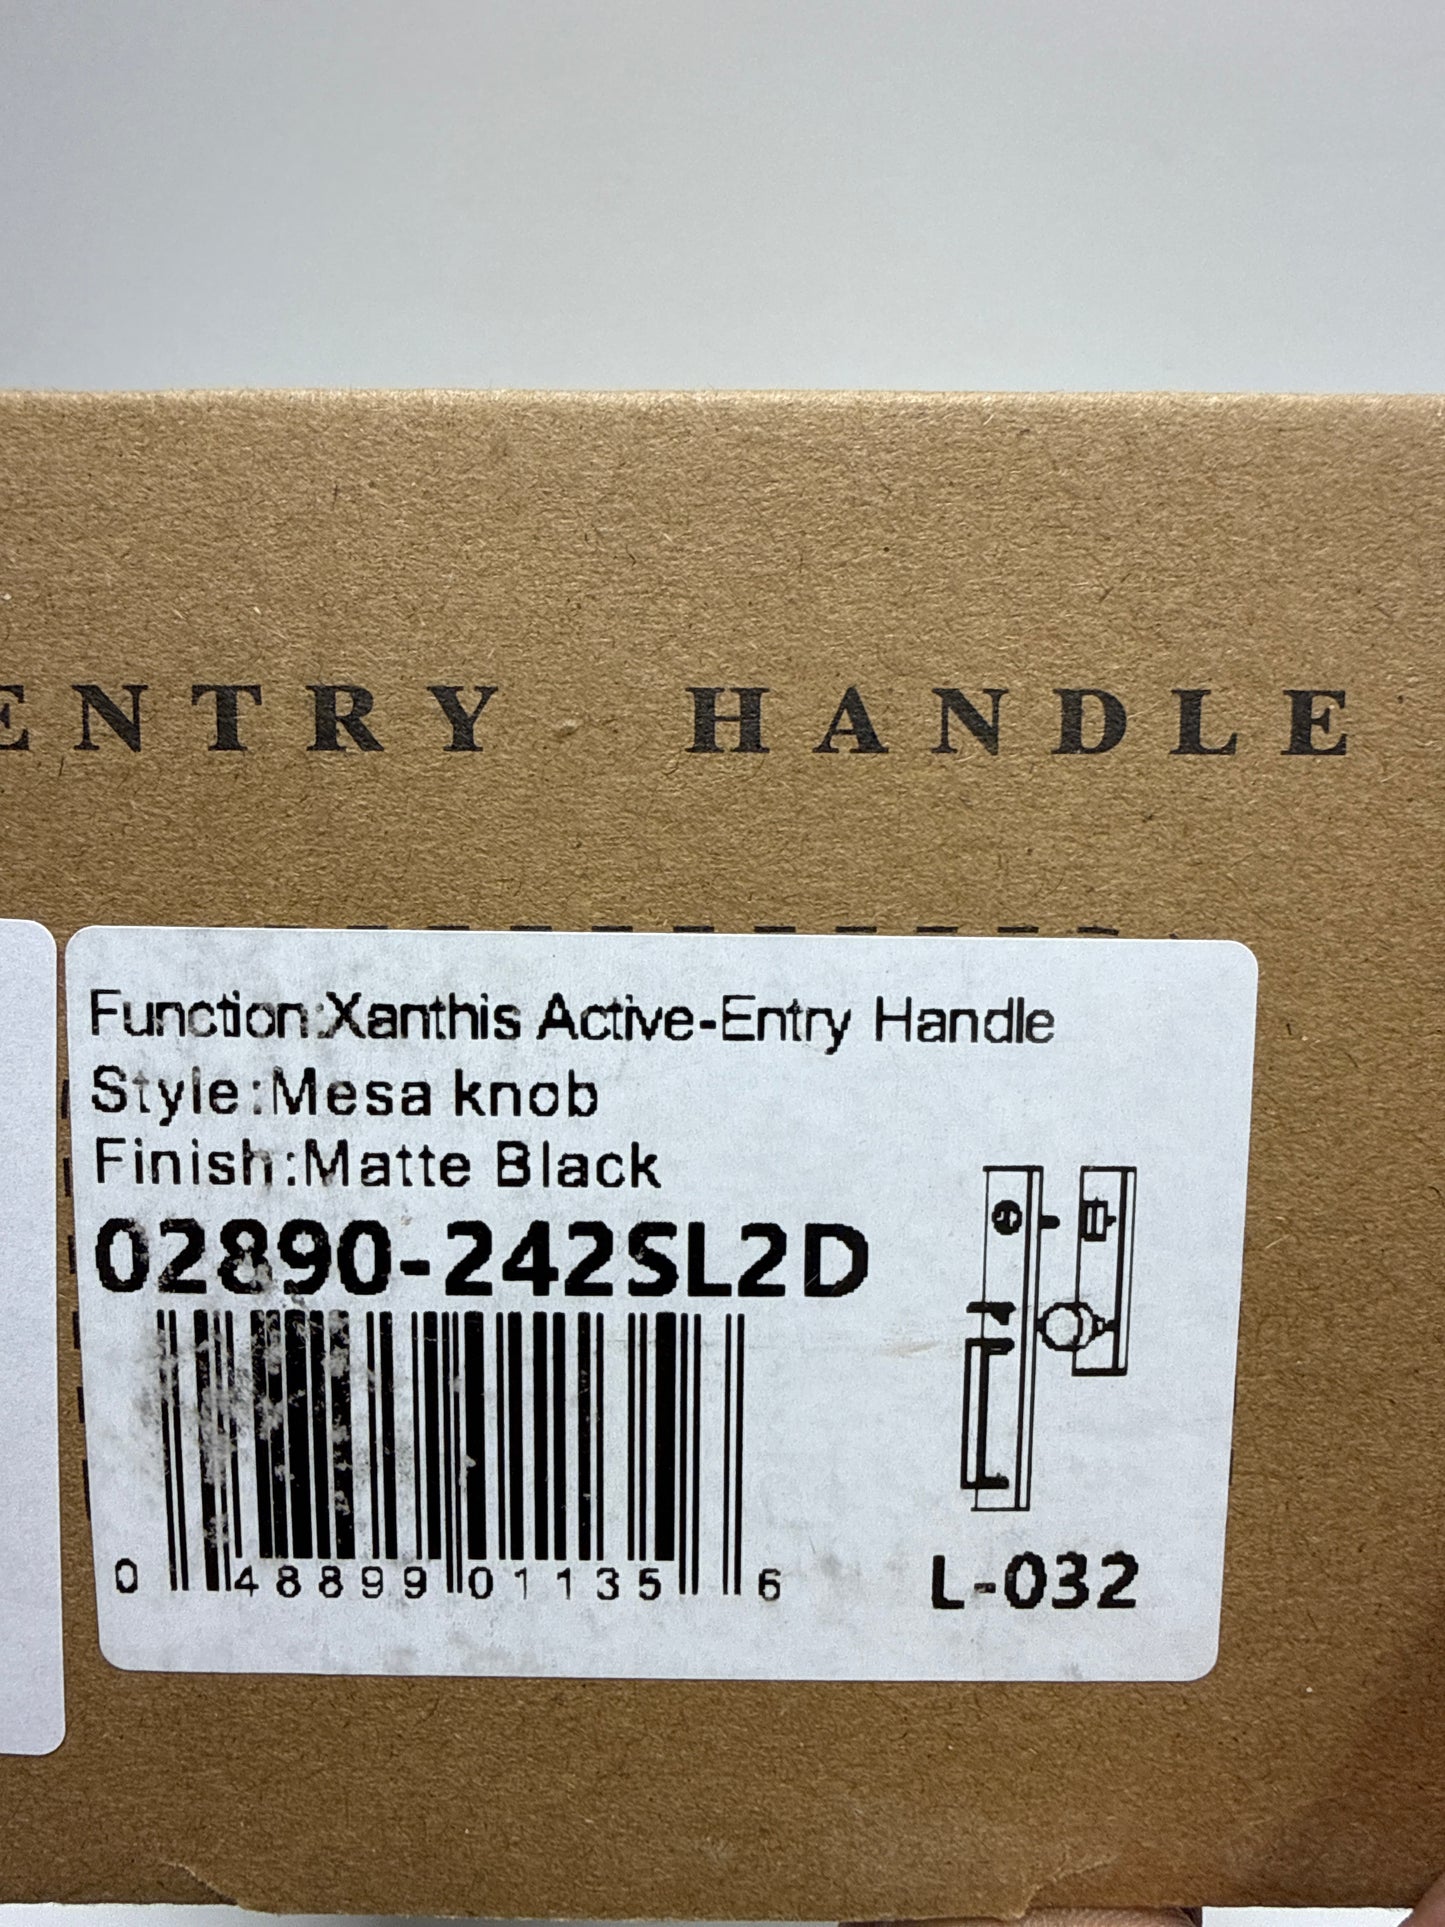 ENTRY HANDLE
Function:Xanthis Active-Entry Handle
Style:Mesa knob
Finish:Matte Black
02890-242SL2D
0 48899 01135 6
L-032